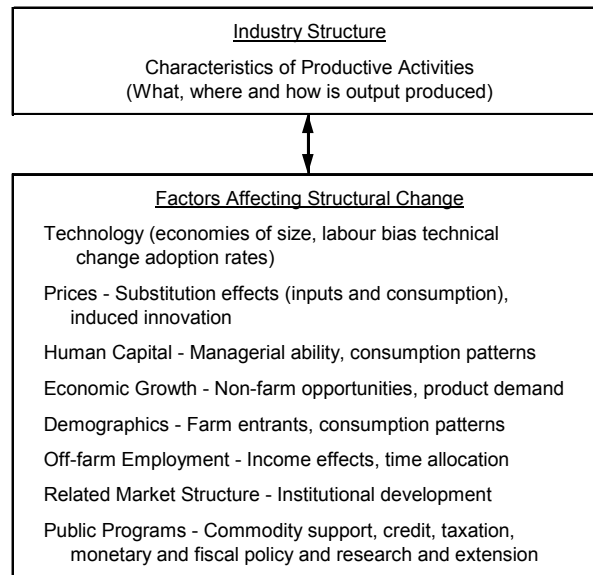 Industry Structure
Characteristics of Productive Activities
(What, where and how is output produced)
Factors Affecting Structural Change
Technology (economies of size, labour bias technical
change adoption rates)
Prices - Substitution effects (inputs and consumption),
induced innovation
Human Capital - Managerial ability, consumption patterns
Economic Growth - Non-farm opportunities, product demand
Demographics - Farm entrants, consumption patterns
Off-farm Employment - Income effects, time allocation
Related Market Structure - Institutional development
Public Programs - Commodity support, credit, taxation,
monetary and fiscal policy and research and extension